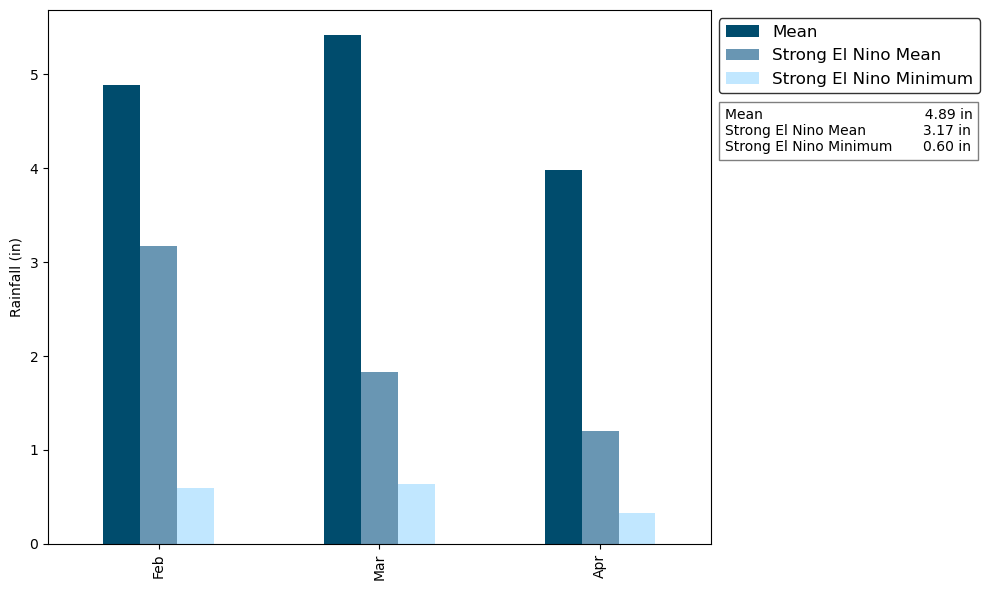 Mean
Strong El Nino Mean
Strong El Nino Minimum
Mean 4.89 in
Strong El Nino Mean 3.17 in
Strong El Nino Minimum 0.60 in
Rainfall (in)
5
4
3
2
1
0
Feb
Mar
Apr